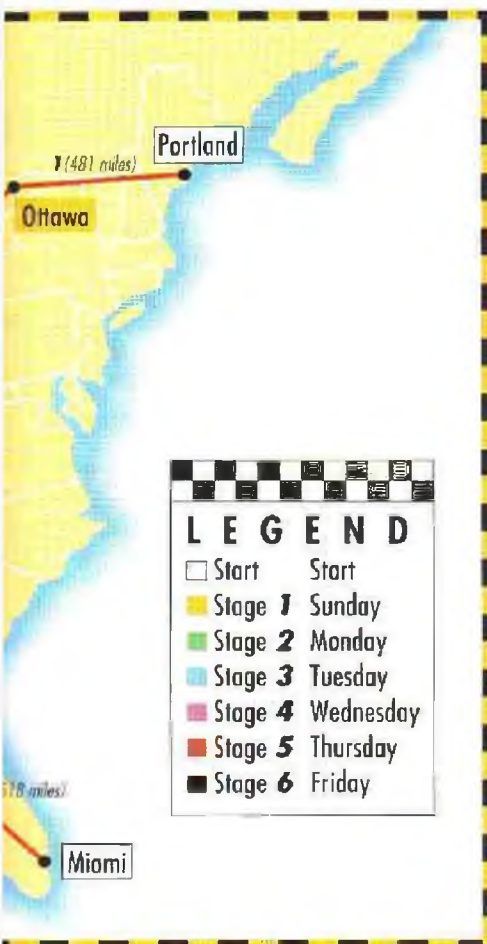 Portland
1 (481 miles)
Ottawa
LEGEND
Start Start
Stage 1 Sunday
Stage 2 Monday
Stage 3 Tuesday
Stage 4 Wednesday
Stage 5 Thursday
Stage 6 Friday
miles)
Miami